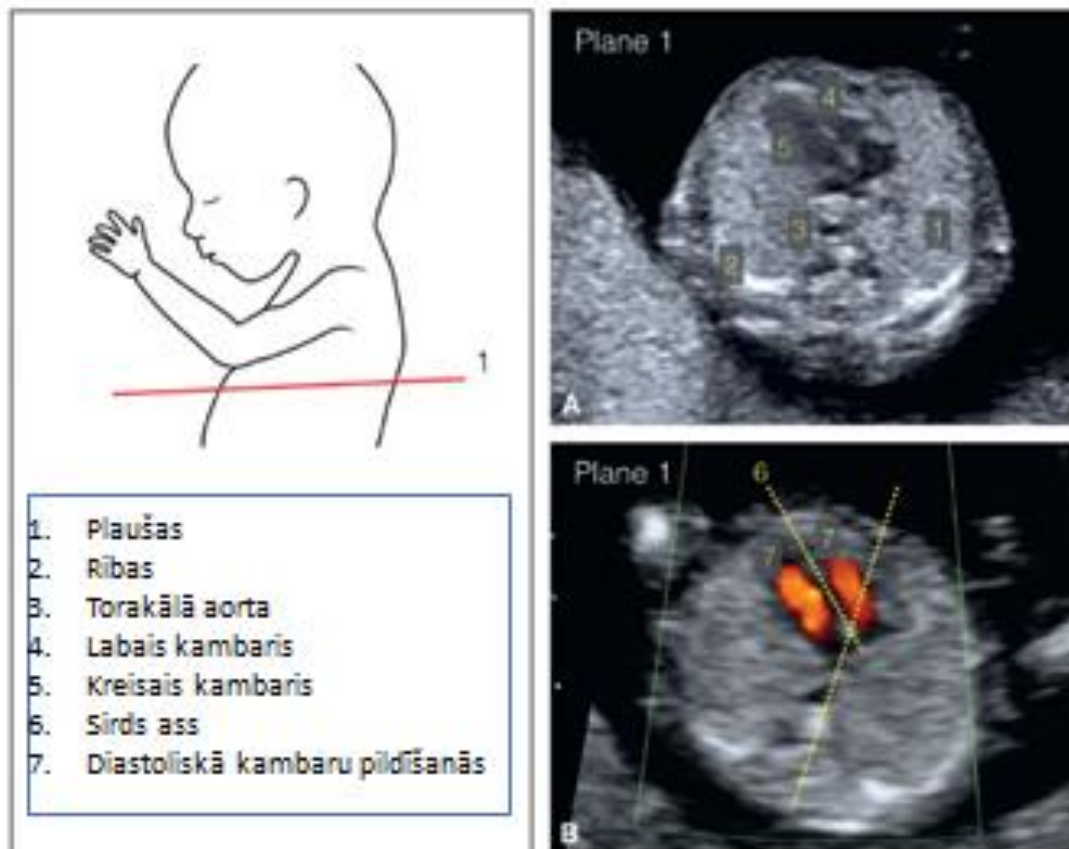 1
1. Plaušas
2. Ribas
3. Torakālā aorta
4. Labais kambaris
5. Kreisais kambaris
6. Sirds ass
7. Diastoliskā kambaru pildīšanās
Plane 1
4
5
3
1
2
A
Plane 1
6
7
7
B